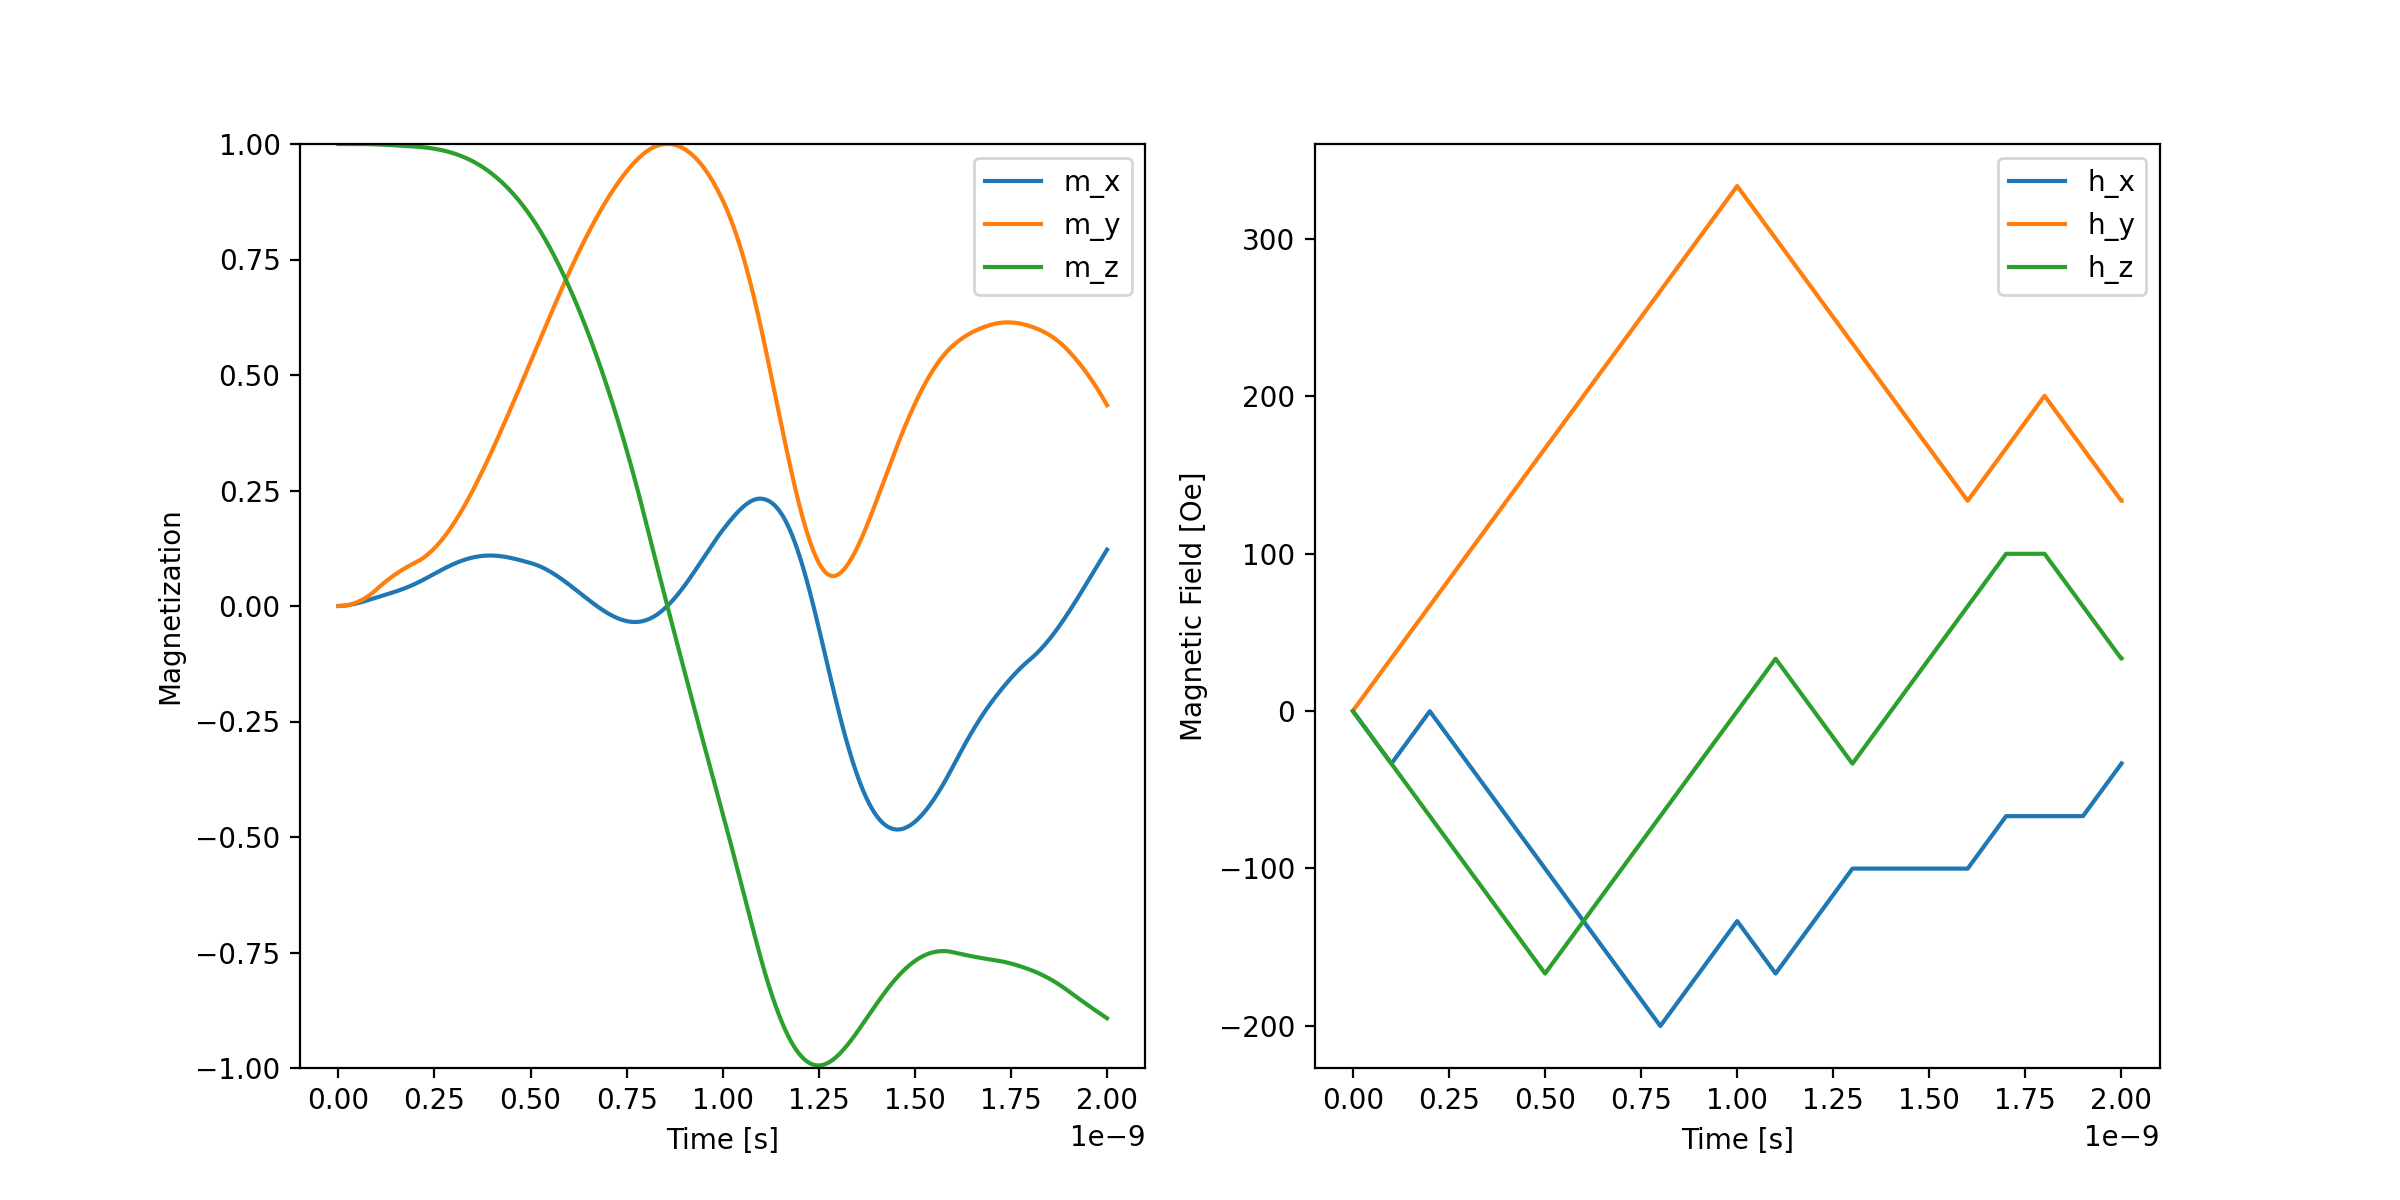 Magnetization
1.00
0.75
0.50
0.25
0.00
−0.25
−0.50
−0.75
−1.00
m_x
m_y
m_z
0.00 0.25 0.50 0.75 1.00 1.25 1.50 1.75 2.00
Time [s]
1e−9
Magnetic Field [Oe]
300
200
100
0
−100
−200
h_x
h_y
h_z
0.00 0.25 0.50 0.75 1.00 1.25 1.50 1.75 2.00
Time [s]
1e−9